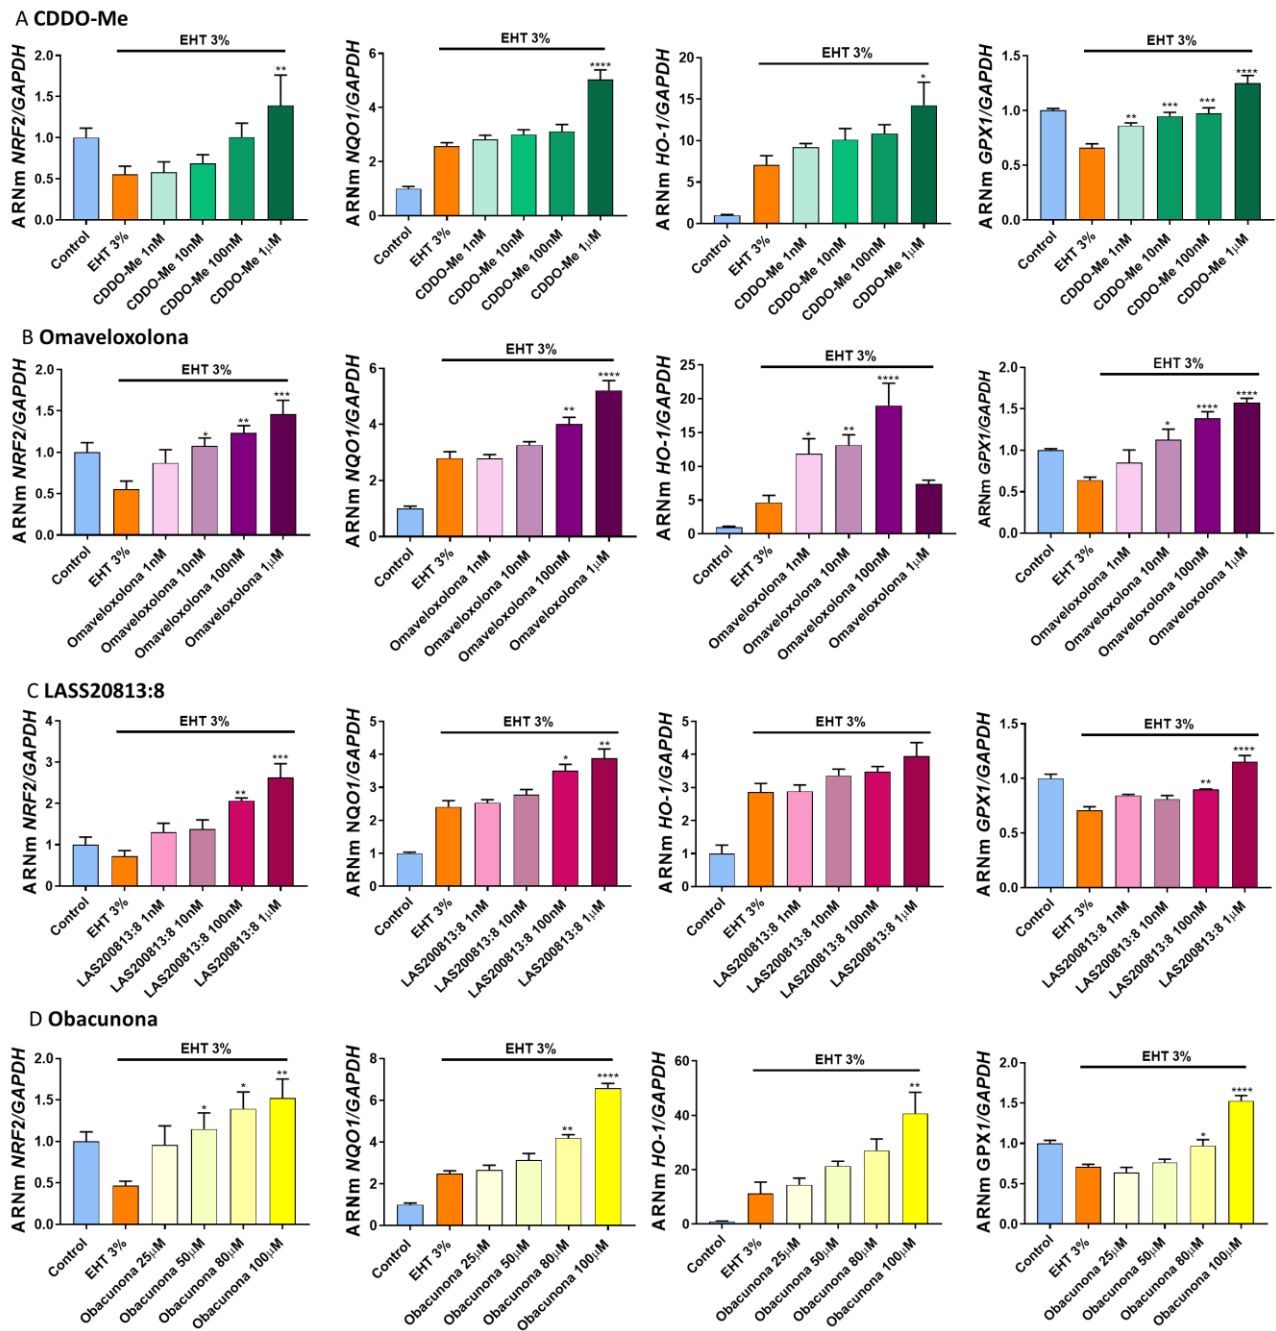 A CDDO-Me
EHT 3%
ARNm NRF2/GAPDH
2.0
1.5
1.0
0.5
0.0
Control
EHT 3%
CDDO-Me 1nM
CDDO-Me 10nM
CDDO-Me 100nM
CDDO-Me 1μM
**
EHT 3%
ARNm NQO1/GAPDH
6
4
2
0
Control
EHT 3%
CDDO-Me 1nM
CDDO-Me 10nM
CDDO-Me 100nM
CDDO-Me 1μM
****
EHT 3%
ARNm HO-1/GAPDH
20
15
10
5
0
Control
EHT 3%
CDDO-Me 1nM
CDDO-Me 10nM
CDDO-Me 100nM
CDDO-Me 1μM
*
EHT 3%
ARNm GPX1/GAPDH
1.5
1.0
0.5
0.0
Control
EHT 3%
CDDO-Me 1nM
CDDO-Me 10nM
CDDO-Me 100nM
CDDO-Me 1μM
**
***
***
****
B Omaveloxolona
EHT 3%
ARNm NRF2/GAPDH
2.0
1.5
1.0
0.5
0.0
Control
EHT 3%
Omaveloxolona 1nM
Omaveloxolona 10nM
Omaveloxolona 100nM
Omaveloxolona 1μM
*
**
***
EHT 3%
ARNm NQO1/GAPDH
6
4
2
0
Control
EHT 3%
Omaveloxolona 1nM
Omaveloxolona 10nM
Omaveloxolona 100nM
Omaveloxolona 1μM
**
****
EHT 3%
ARNm HO-1/GAPDH
25
20
15
10
5
0
Control
EHT 3%
Omaveloxolona 1nM
Omaveloxolona 10nM
Omaveloxolona 100nM
Omaveloxolona 1μM
*
**
****
EHT 3%
ARNm GPX1/GAPDH
2.0
1.5
1.0
0.5
0.0
Control
EHT 3%
Omaveloxolona 1nM
Omaveloxolona 10nM
Omaveloxolona 100nM
Omaveloxolona 1μM
*
****
****
C LASS20813:8
EHT 3%
ARNm NRF2/GAPDH
4
3
2
1
0
Control
EHT 3%
LAS200813:8 1nM
LAS200813:8 10nM
LAS200813:8 100nM
LAS200813:8 1μM
**
***
EHT 3%
ARNm NQO1/GAPDH
5
4
3
2
1
0
Control
EHT 3%
LAS200813:8 1nM
LAS200813:8 10nM
LAS200813:8 100nM
LAS200813:8 1μM
*
**
EHT 3%
ARNm HO-1/GAPDH
5
4
3
2
1
0
Control
EHT 3%
LAS200813:8 1nM
LAS200813:8 10nM
LAS200813:8 100nM
LAS200813:8 1μM
EHT 3%
ARNm GPX1/GAPDH
1.5
1.0
0.5
0.0
Control
EHT 3%
LAS200813:8 1nM
LAS200813:8 10nM
LAS200813:8 100nM
LAS200813:8 1μM
**
****
D Obacunona
EHT 3%
ARNm NRF2/GAPDH
2.0
1.5
1.0
0.5
0.0
Control
EHT 3%
Obacunona 25μM
Obacunona 50μM
Obacunona 80μM
Obacunona 100μM
*
*
**
EHT 3%
ARNm NQO1/GAPDH
8
6
4
2
0
Control
EHT 3%
Obacunona 25μM
Obacunona 50μM
Obacunona 80μM
Obacunona 100μM
**
****
EHT 3%
ARNm HO-1/GAPDH
60
40
20
0
Control
EHT 3%
Obacunona 25μM
Obacunona 50μM
Obacunona 80μM
Obacunona 100μM
**
EHT 3%
ARNm GPX1/GAPDH
2.0
1.5
1.0
0.5
0.0
Control
EHT 3%
Obacunona 25μM
Obacunona 50μM
Obacunona 80μM
Obacunona 100μM
*
****